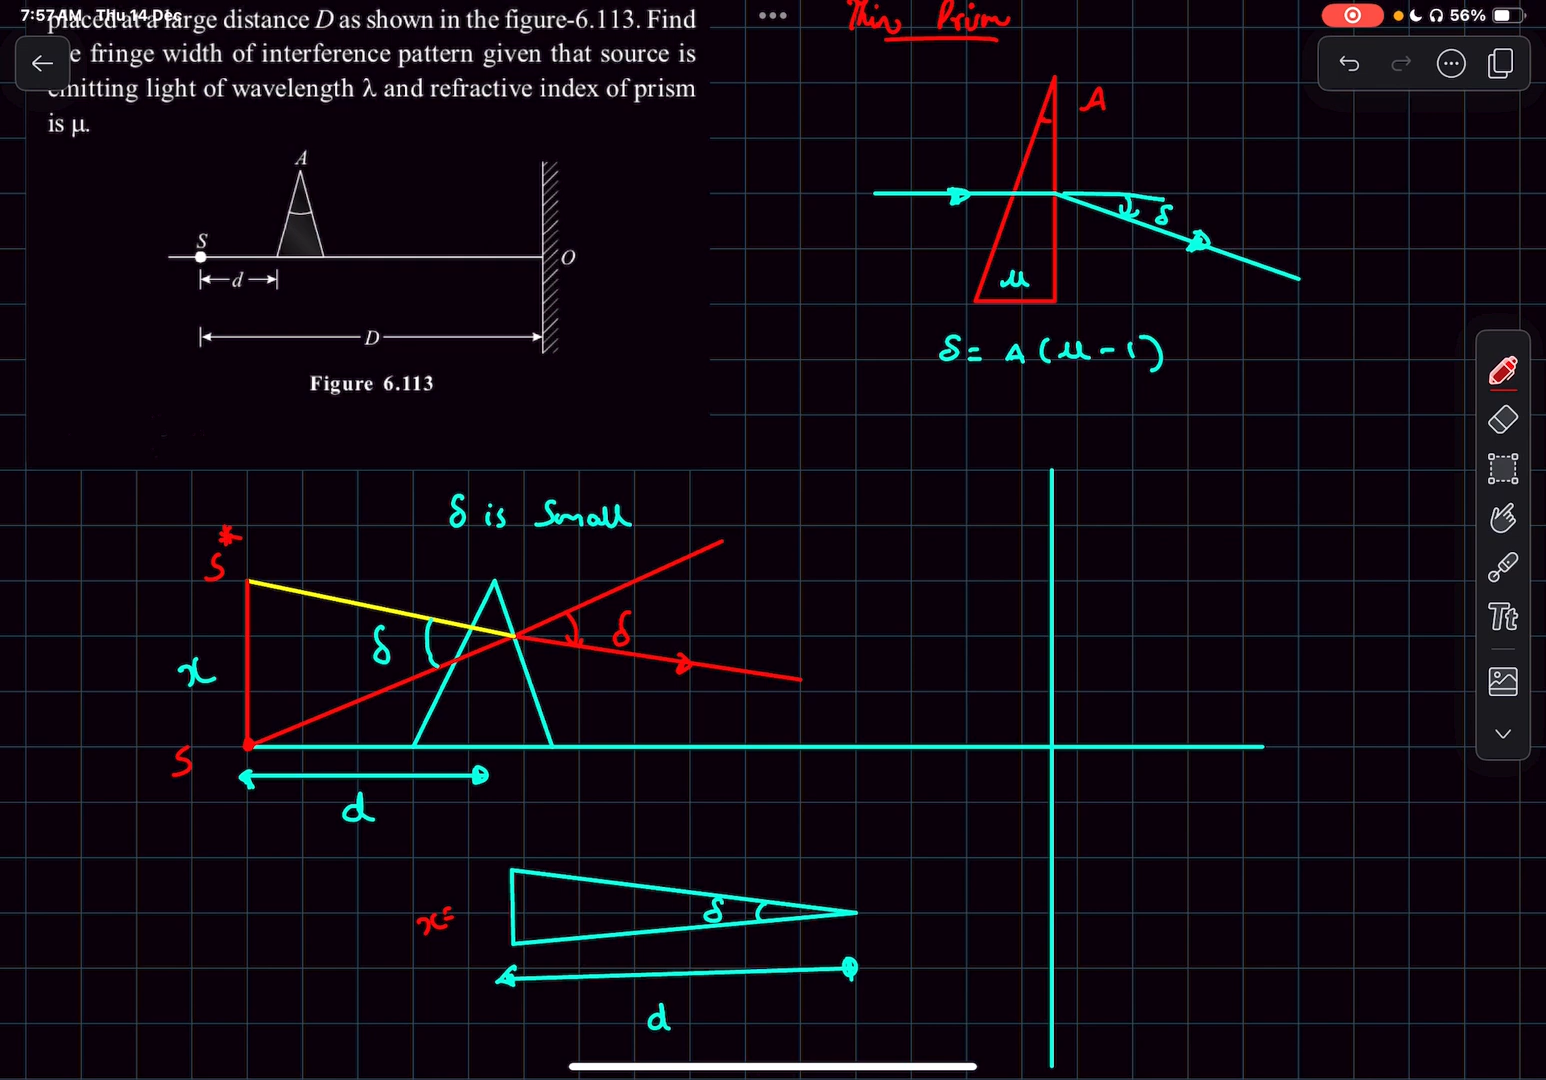 7:57 AM Thu 14 Dec
56%
placed at a large distance D as shown in the figure-6.113. Find
e fringe width of interference pattern given that source is
emitting light of wavelength λ and refractive index of prism
is μ.
A
S
d
O
D
Figure 6.113
Thin Prism
A
δ
μ
δ = A (μ - 1)
Tt
δ is small
S*
δ
δ
x
S
d
x =
δ
d